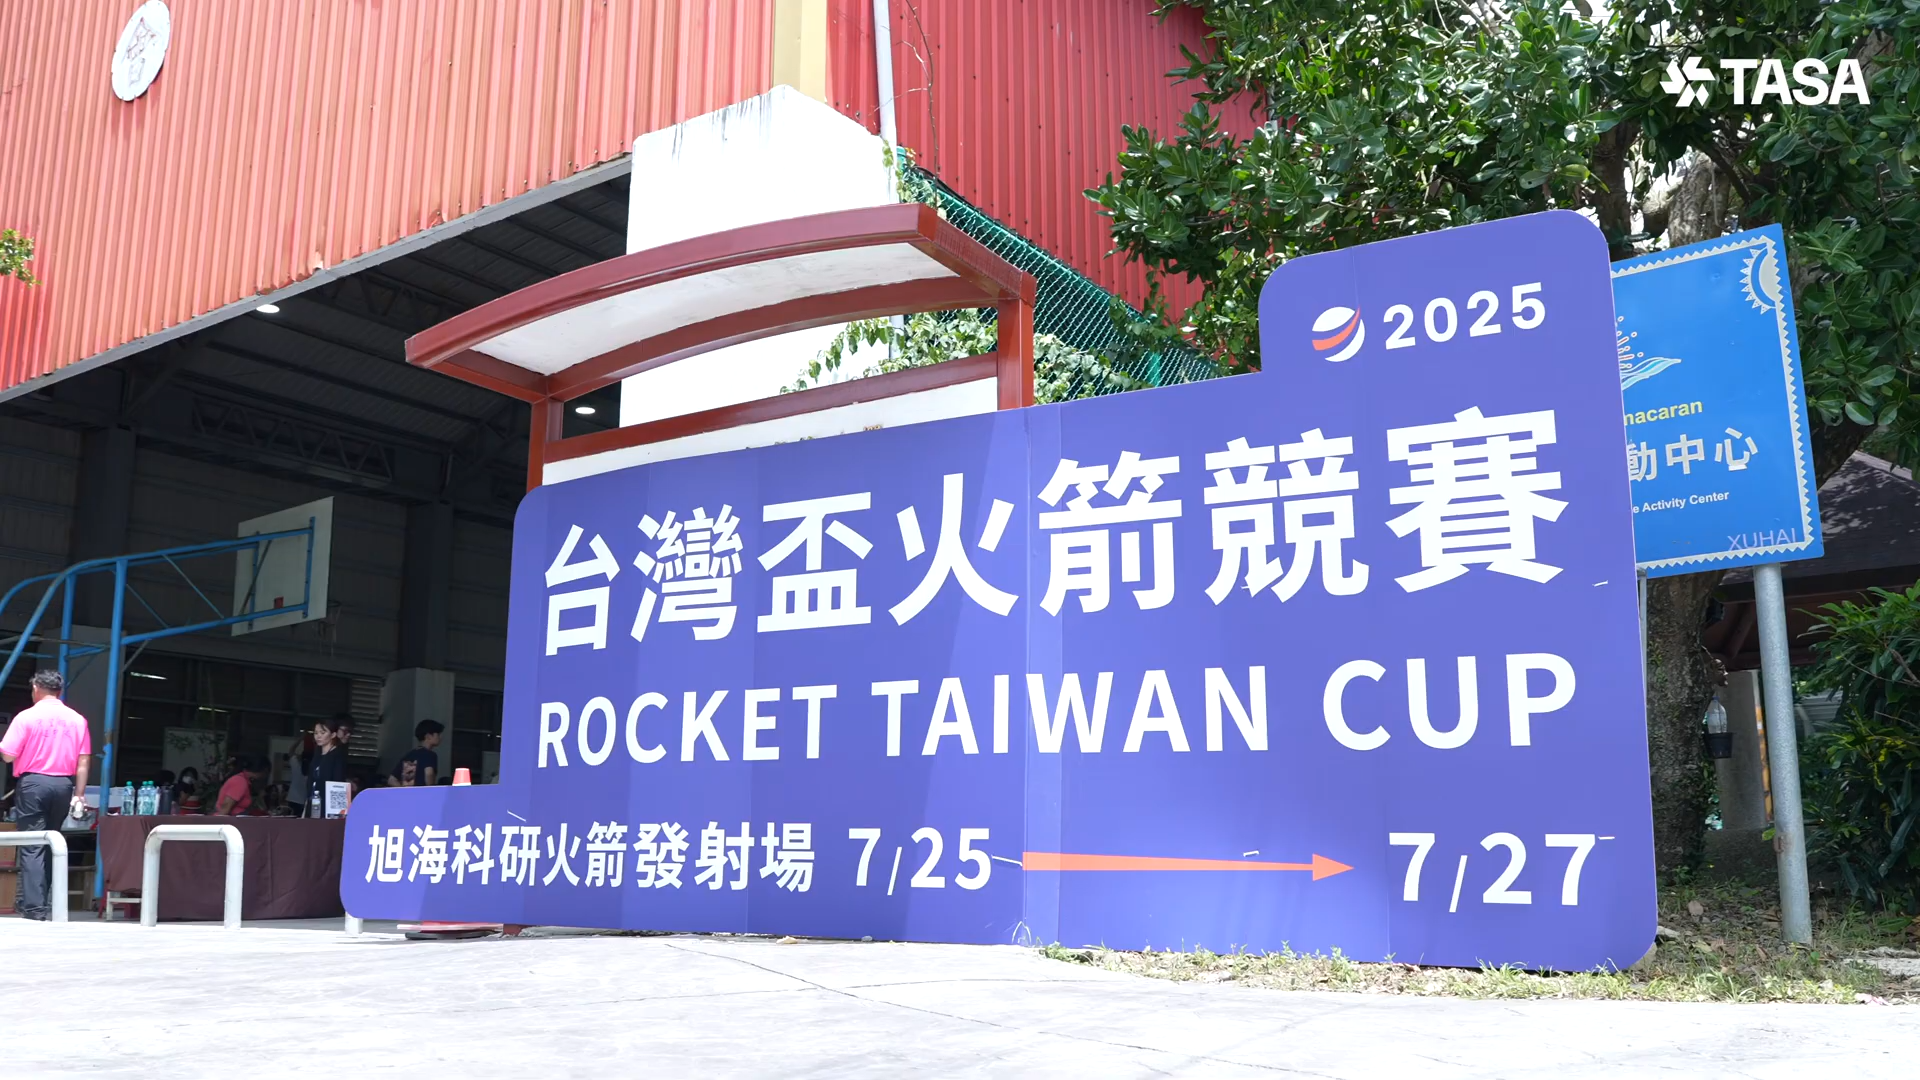 TASA
2025
台灣盃火箭競賽
ROCKET TAIWAN CUP
旭海科研火箭發射場 7/25 7/27
macaran
動中心
Activity Center
XUHAI